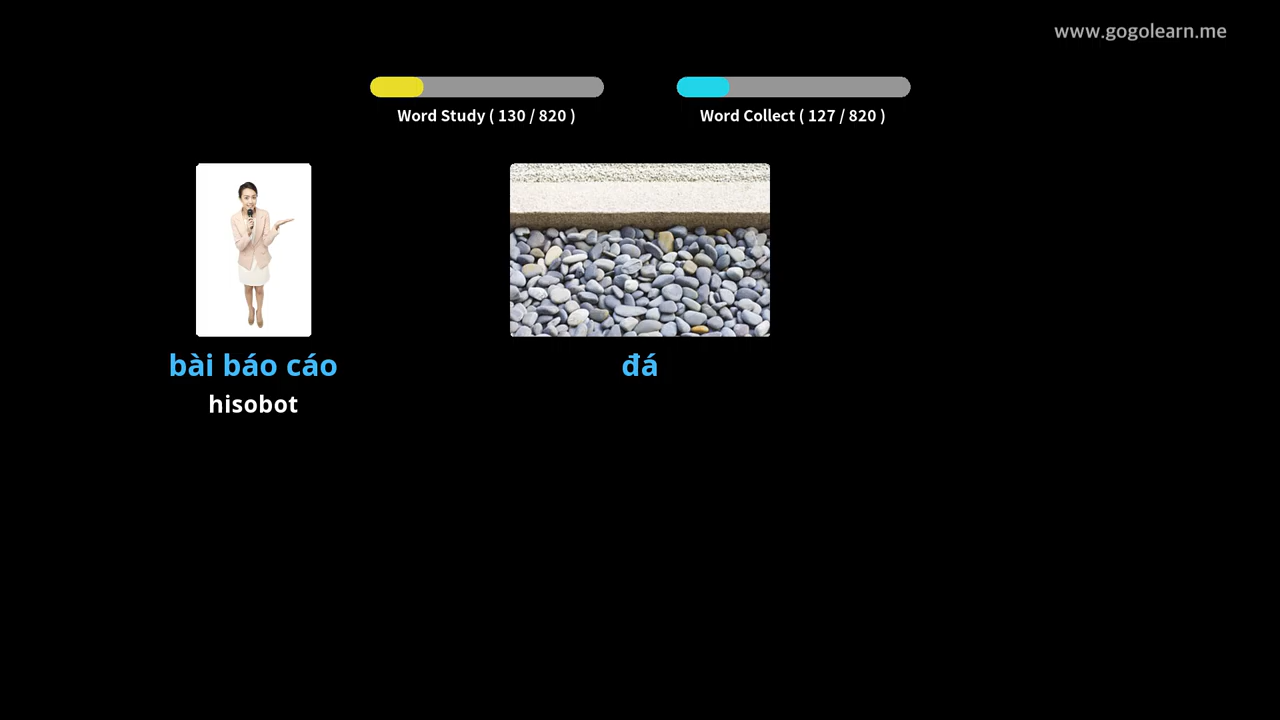 www.gogolearn.me
Word Study ( 130 / 820 )
Word Collect ( 127 / 820 )
bài báo cáo
hisobot
đá